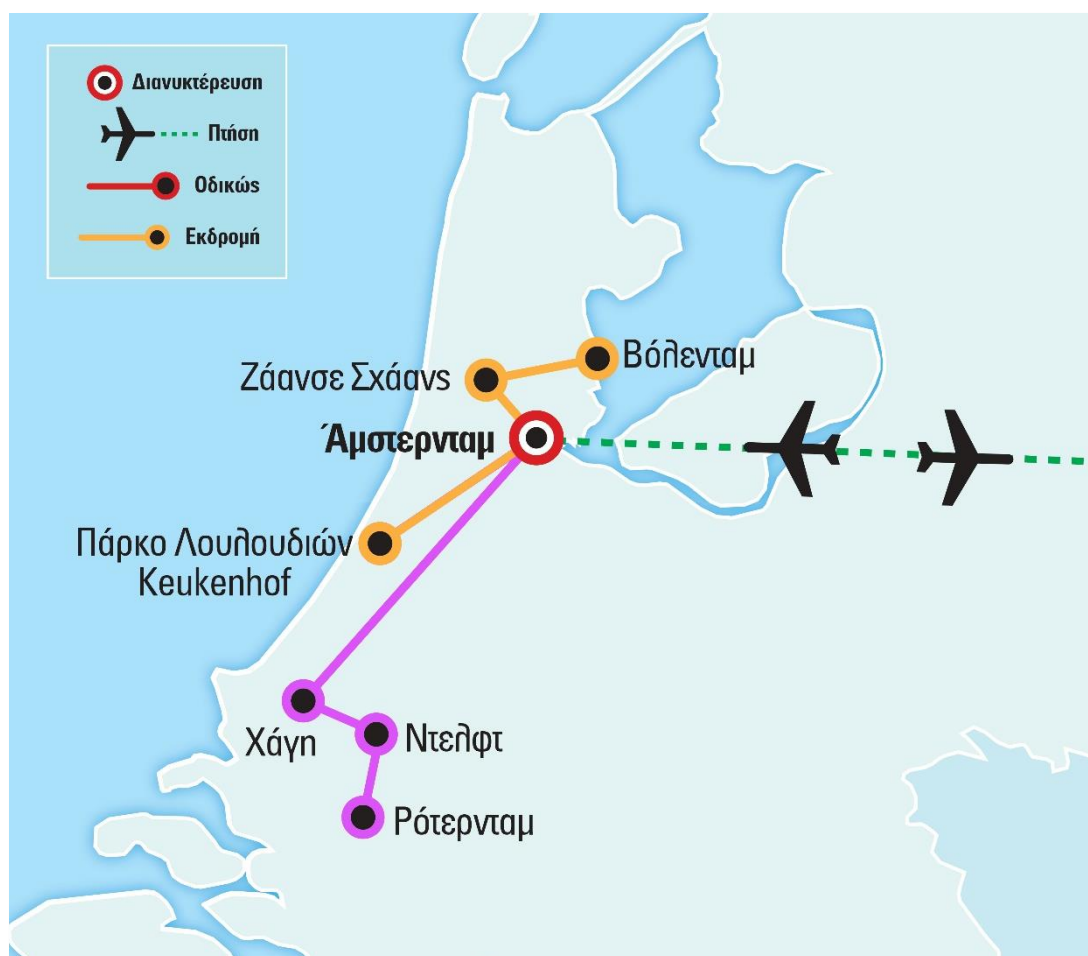 Διανυκτέρευση
Πτήση
Οδικώς
Εκδρομή
Βόλενταμ
Ζάανσε Σχάανς
Άμστερνταμ
Πάρκο Λουλουδιών
Keukenhof
Χάγη
Ντελφτ
Ρότερνταμ